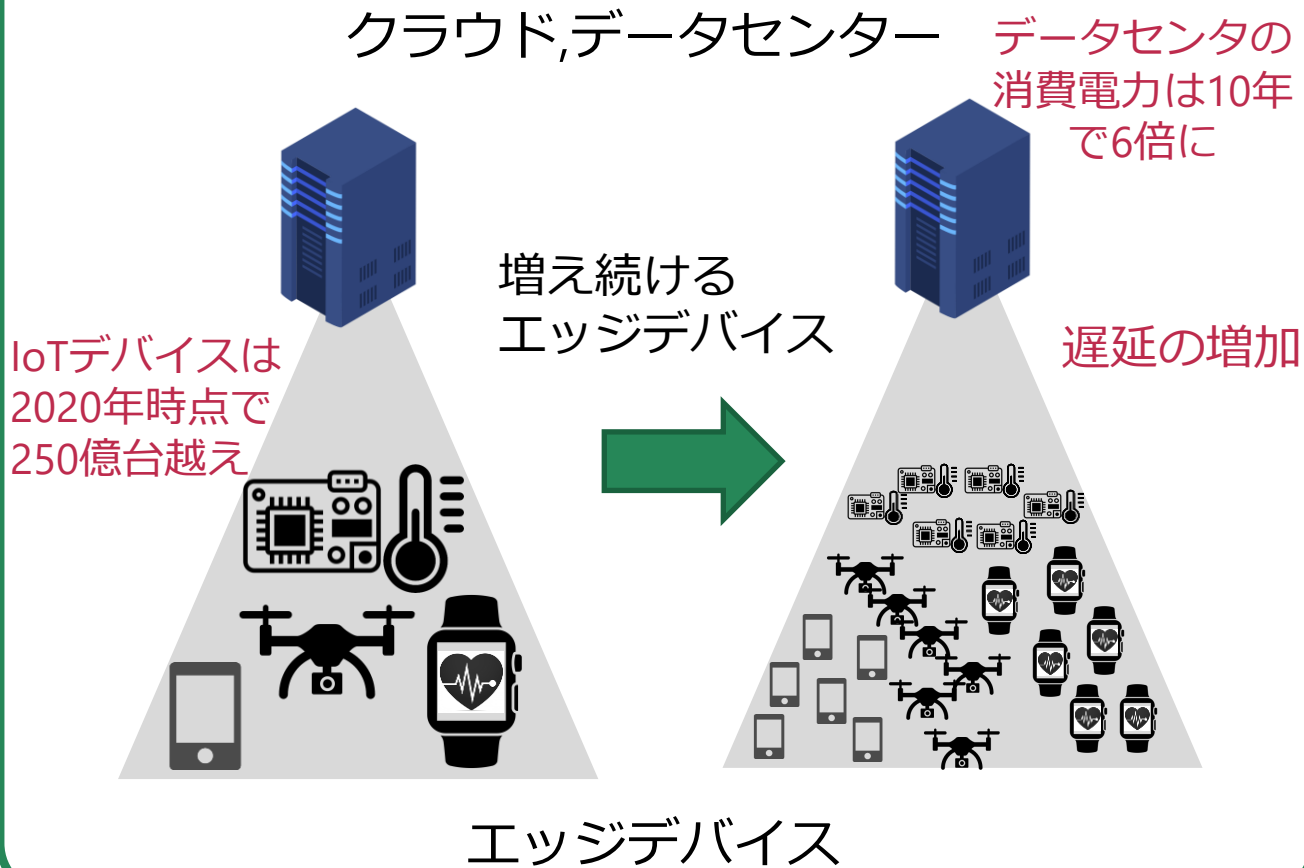 クラウド,データセンター
データセンタの
消費電力は10年
で6倍に
増え続ける
エッジデバイス
IoTデバイスは
2020年時点で
250億台越え
遅延の増加
エッジデバイス